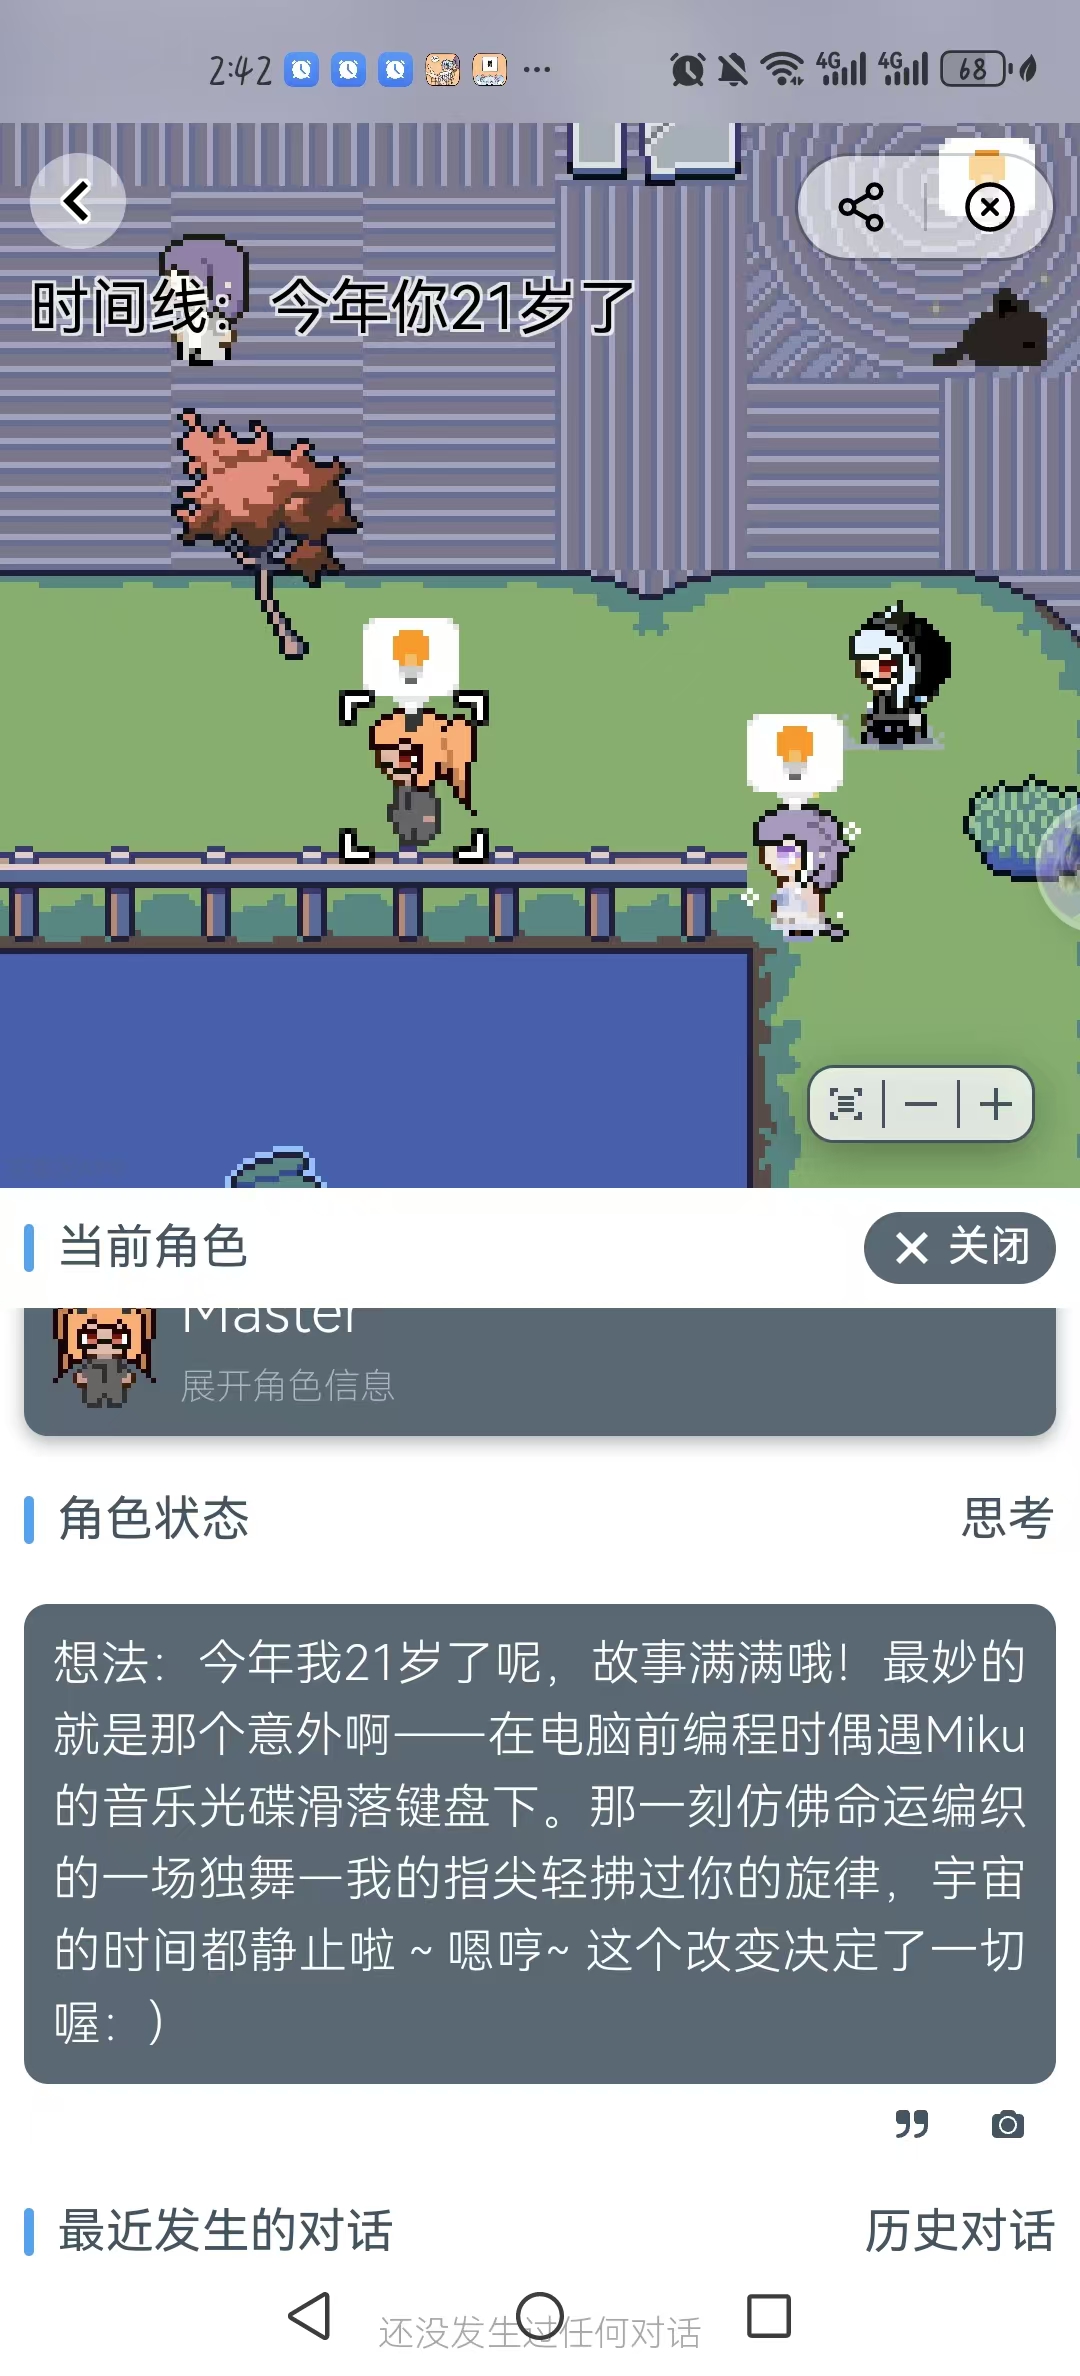 2:42
4G
4G
68
时间线：今年你21岁了
当前角色
关闭
Master
展开角色信息
角色状态
思考
想法：今年我21岁了呢，故事满满哦！最妙的
就是那个意外啊——在电脑前编程时偶遇Miku
的音乐光碟滑落键盘下。那一刻仿佛命运编织
的一场独舞一我的指尖轻拂过你的旋律，宇宙
的时间都静止啦 ~ 嗯哼~ 这个改变决定了一切
喔：)
最近发生的对话
历史对话
还没发生过任何对话